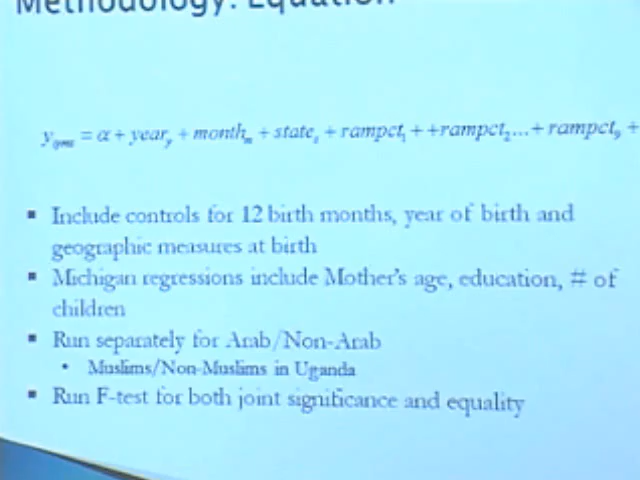 Methodology: Equation
y_iyms = α + year_y + month_m + state_s + rampct_1 + +rampct_2...+ rampct_9 +
▪ Include controls for 12 birth months, year of birth and
geographic measures at birth
▪ Michigan regressions include Mother's age, education, # of
children
▪ Run separately for Arab/Non-Arab
• Muslims/Non-Muslims in Uganda
▪ Run F-test for both joint significance and equality